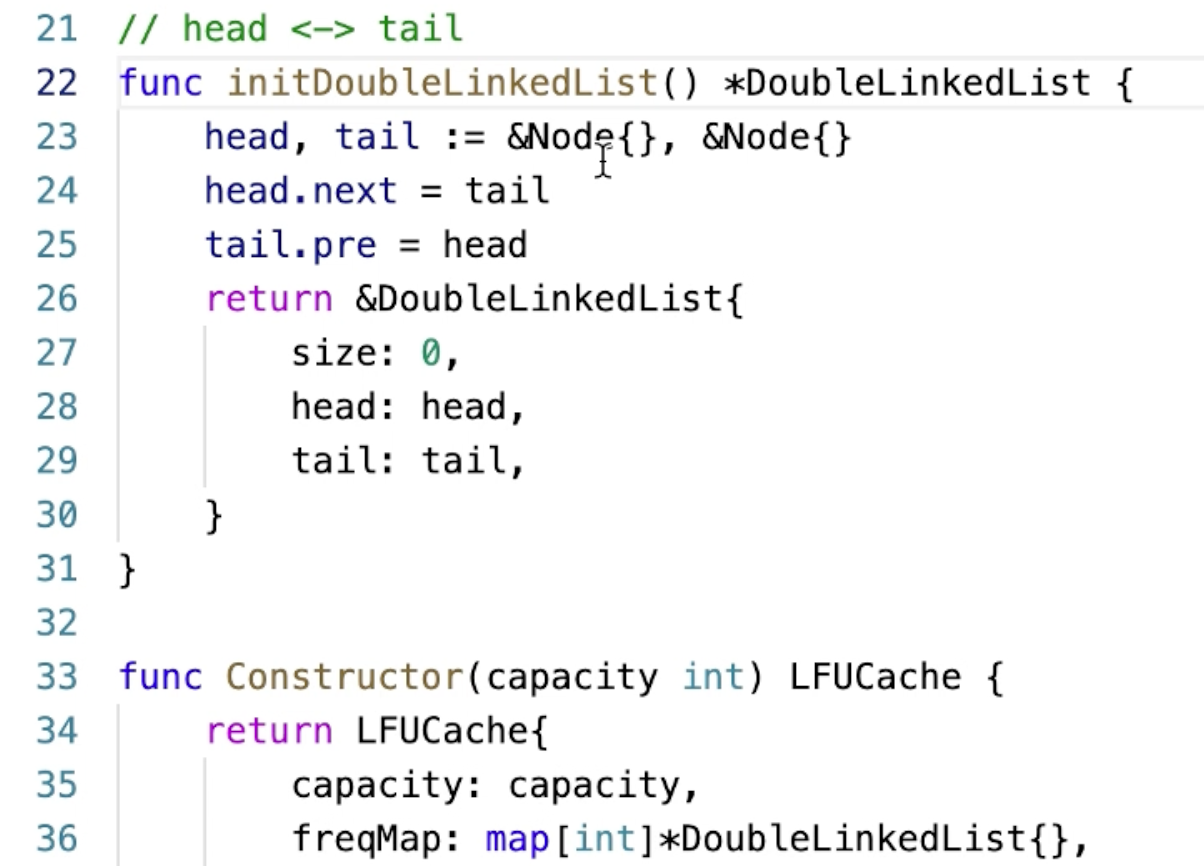 21 // head <-> tail
22 func initDoubleLinkedList() *DoubleLinkedList {
23     head, tail := &Node{}, &Node{}
24     head.next = tail
25     tail.pre = head
26     return &DoubleLinkedList{
27         size: 0,
28         head: head,
29         tail: tail,
30     }
31 }
32
33 func Constructor(capacity int) LFUCache {
34     return LFUCache{
35         capacity: capacity,
36         freqMap: map[int]*DoubleLinkedList{},